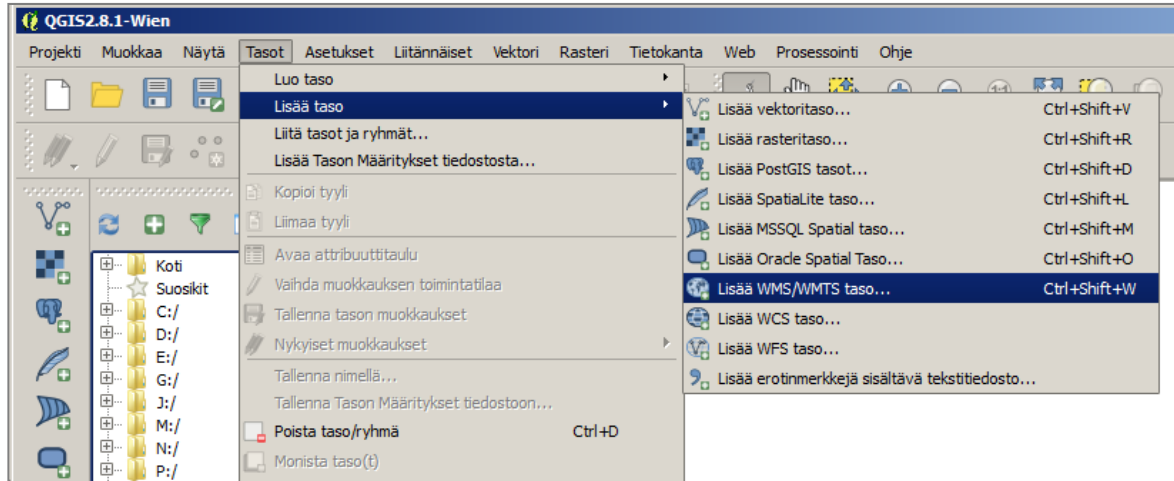 QGIS2.8.1-Wien
Projekti Muokkaa Näytä Tasot Asetukset Liitännäiset Vektori Rasteri Tietokanta Web Prosessointi Ohje
Luo taso
Lisää taso
Liitä tasot ja ryhmät...
Lisää Tason Määritykset tiedostosta...
Kopioi tyyli
Liimaa tyyli
Avaa attribuuttitaulu
Vaihda muokkauksen toimintatilaa
Tallenna tason muokkaukset
Nykyiset muokkaukset
Tallenna nimellä...
Tallenna Tason Määritykset tiedostoon...
Poista taso/ryhmä Ctrl+D
Monista taso(t)
Lisää vektoritaso... Ctrl+Shift+V
Lisää rasteritaso... Ctrl+Shift+R
Lisää PostGIS tasot... Ctrl+Shift+D
Lisää SpatiaLite taso... Ctrl+Shift+L
Lisää MSSQL Spatial taso... Ctrl+Shift+M
Lisää Oracle Spatial Taso... Ctrl+Shift+O
Lisää WMS/WMTS taso... Ctrl+Shift+W
Lisää WCS taso...
Lisää WFS taso...
Lisää erotinmerkkejä sisältävä tekstitiedosto...
Koti
Suosikit
C:/
D:/
E:/
G:/
J:/
M:/
N:/
P:/